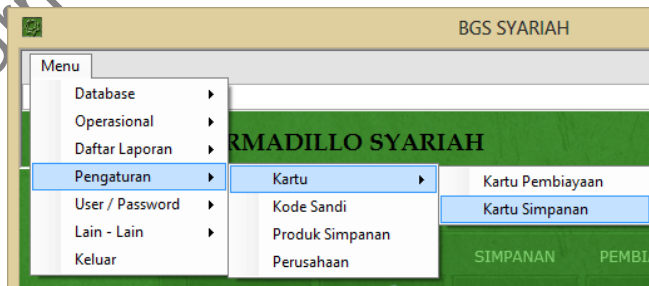 BGS SYARIAH
Menu
Database
Operasional
Daftar Laporan
RMADILLO SYARIAH
Pengaturan
Kartu
Kartu Pembiayaan
User / Password
Kode Sandi
Kartu Simpanan
Lain - Lain
Produk Simpanan
Keluar
Perusahaan
SIMPANAN PEMBI